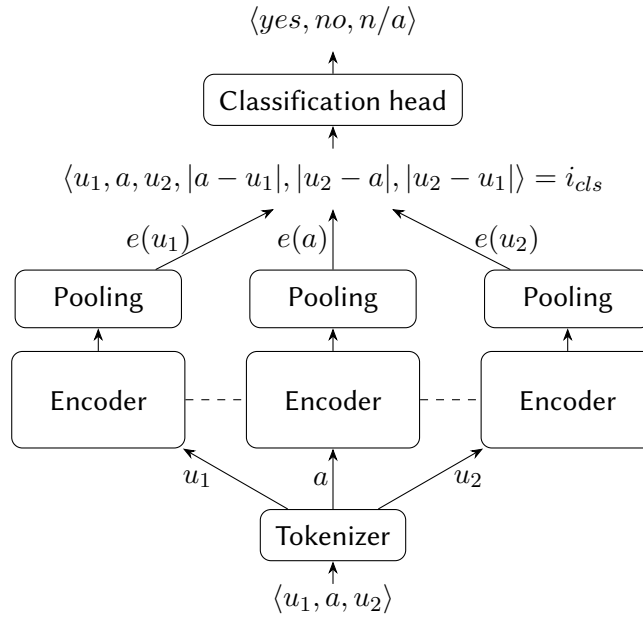 ⟨yes, no, n/a⟩
Classification head
⟨u₁, a, u₂, |a − u₁|, |u₂ − a|, |u₂ − u₁|⟩ = i_cls
e(u₁) e(a) e(u₂)
Pooling Pooling Pooling
Encoder Encoder Encoder
u₁ a u₂
Tokenizer
⟨u₁, a, u₂⟩